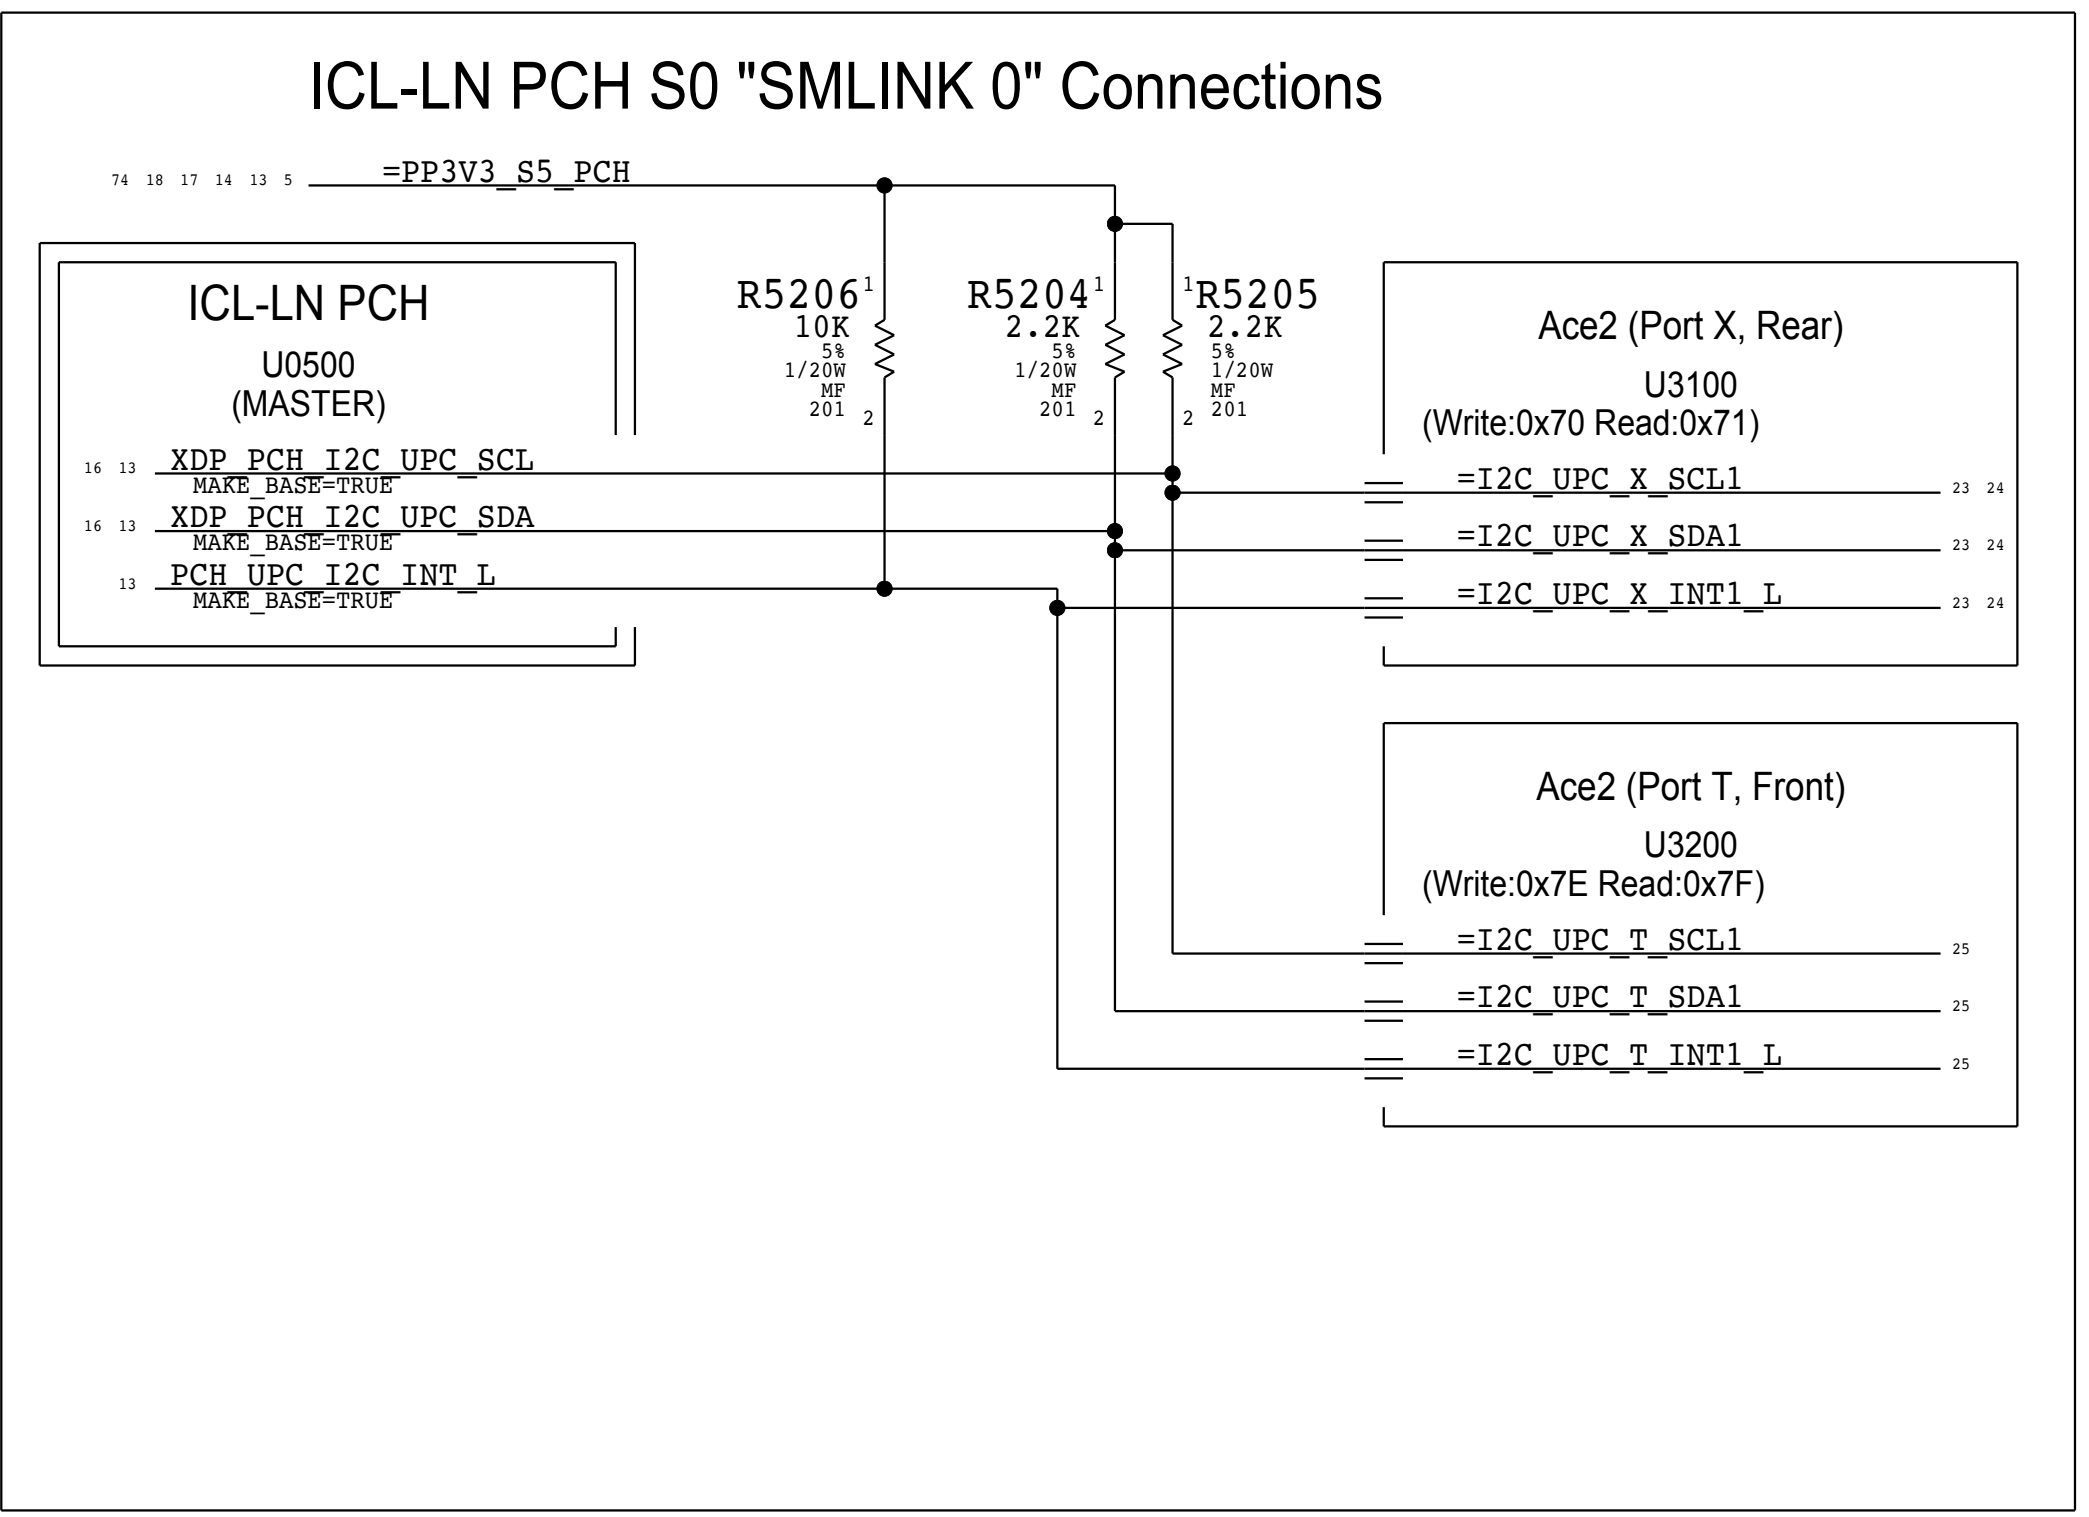 ICL-LN PCH S0 "SMLINK 0" Connections
74 18 17 14 13 5 =PP3V3_S5_PCH
ICL-LN PCH
U0500
(MASTER)
16 13 XDP_PCH_I2C_UPC_SCL
MAKE_BASE=TRUE
16 13 XDP_PCH_I2C_UPC_SDA
MAKE_BASE=TRUE
13 PCH_UPC_I2C_INT_L
MAKE_BASE=TRUE
R5206 1
10K
5%
1/20W
MF
201 2
R5204 1
2.2K
5%
1/20W
MF
201 2
1 R5205
2.2K
5%
1/20W
MF
2 201
Ace2 (Port X, Rear)
U3100
(Write:0x70 Read:0x71)
=I2C_UPC_X_SCL1 23 24
=I2C_UPC_X_SDA1 23 24
=I2C_UPC_X_INT1_L 23 24
Ace2 (Port T, Front)
U3200
(Write:0x7E Read:0x7F)
=I2C_UPC_T_SCL1 25
=I2C_UPC_T_SDA1 25
=I2C_UPC_T_INT1_L 25